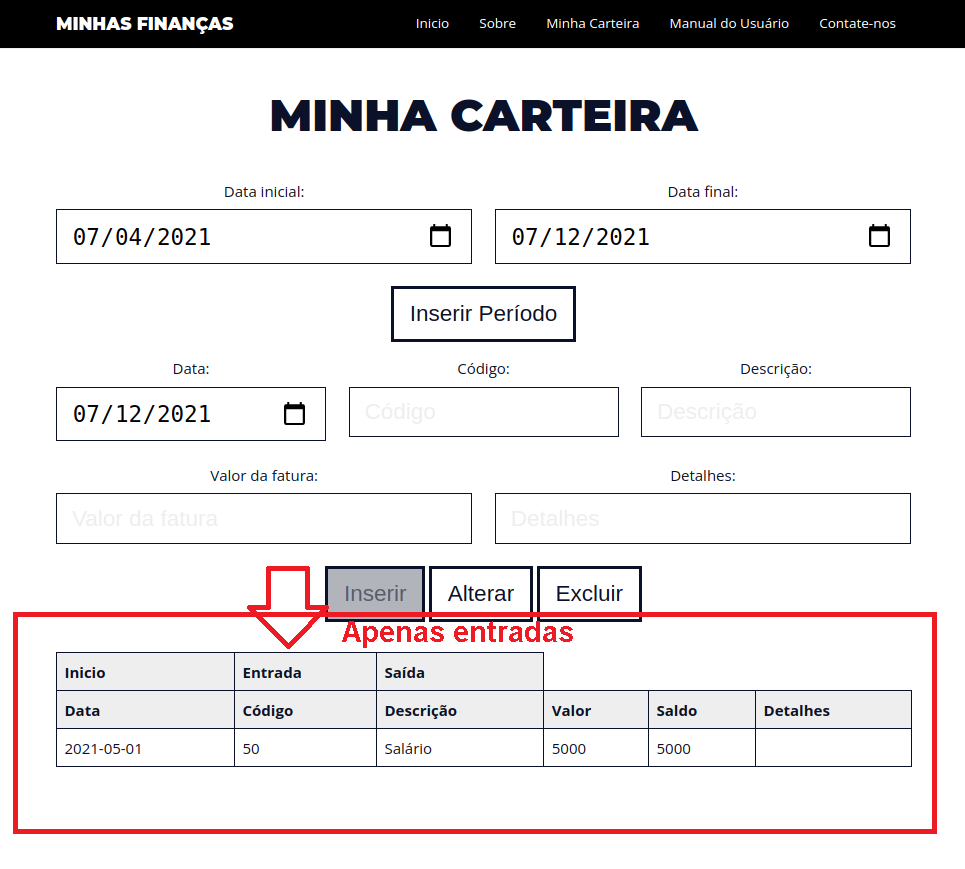 MINHAS FINANÇAS Inicio Sobre Minha Carteira Manual do Usuário Contate-nos
MINHA CARTEIRA
Data inicial: Data final:
07/04/2021 07/12/2021
Inserir Período
Data: Código: Descrição:
07/12/2021 Código Descrição
Valor da fatura: Detalhes:
Valor da fatura Detalhes
Inserir Alterar Excluir
Apenas entradas
Inicio Entrada Saída
Data Código Descrição Valor Saldo Detalhes
2021-05-01 50 Salário 5000 5000